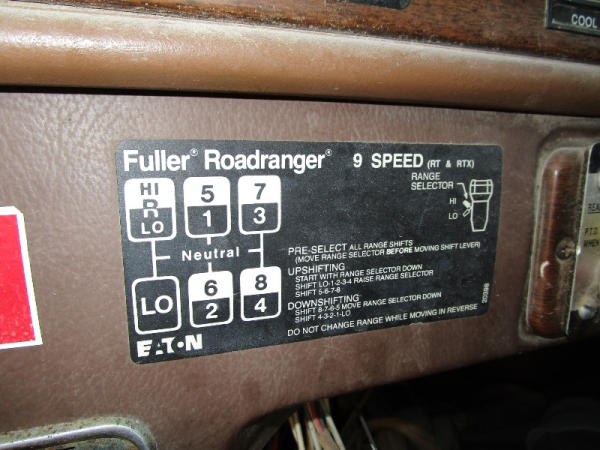 COOL
Fuller® Roadranger® 9 SPEED (RT & RTX)
RANGE
SELECTOR
HI
LO
HI
R
LO
5
1
7
3
Neutral
LO
6
2
8
4
PRE-SELECT ALL RANGE SHIFTS
(MOVE RANGE SELECTOR BEFORE MOVING SHIFT LEVER)
UPSHIFTING
START WITH RANGE SELECTOR DOWN
SHIFT LO-1-2-3-4 RAISE RANGE SELECTOR
SHIFT 5-6-7-8
DOWNSHIFTING
SHIFT 8-7-6-5 MOVE RANGE SELECTOR DOWN
SHIFT 4-3-2-1-LO
DO NOT CHANGE RANGE WHILE MOVING IN REVERSE
EATON
P.T.O.
WHEN